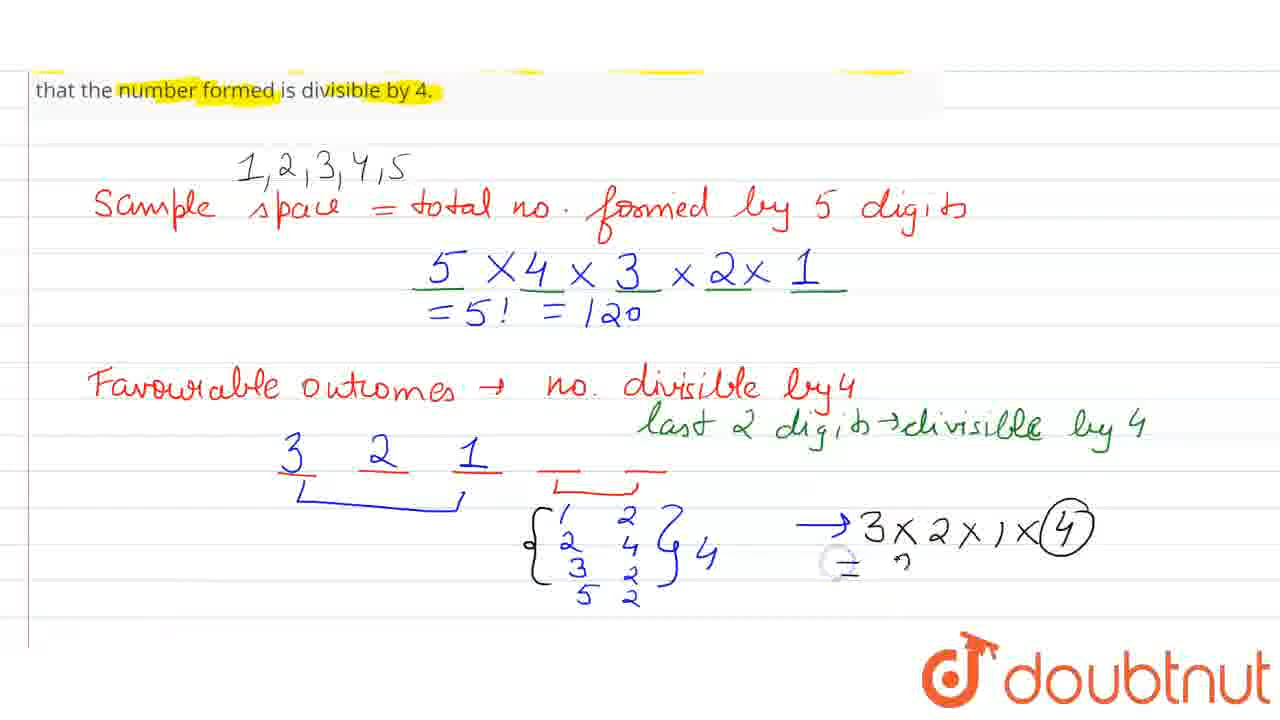 that the number formed is divisible by 4.
1,2,3,4,5
Sample space = total no. formed by 5 digits
5 × 4 × 3 × 2 × 1
= 5! = 120
Favourable outcomes → no. divisible by 4
last 2 digits → divisible by 4
3 2 1 _ _
1 2
2 4
3 2
5 2
4
→ 3 × 2 × 1 × 4
=
doubtnut